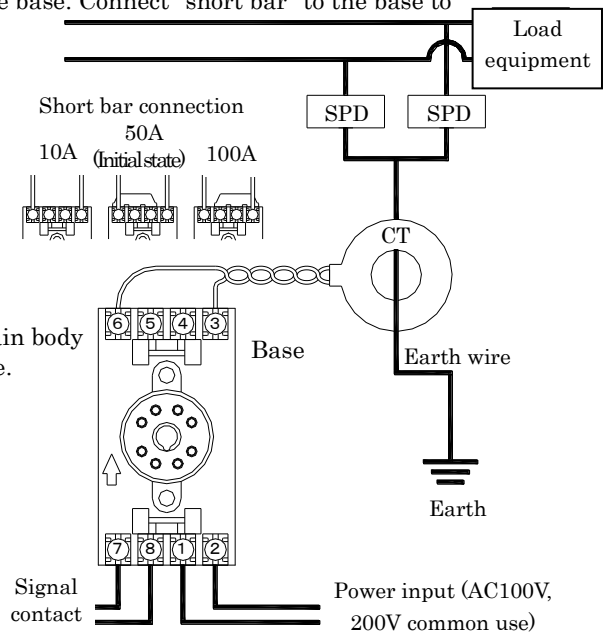 e base. Connect "short bar" to the base to
Load
equipment
SPD
SPD
Short bar connection
50A
10A
(Initial state)
100A
CT
6
5
4
3
in body
e.
Base
Earth wire
Earth
7
8
1
2
Signal
contact
Power input (AC100V,
200V common use)